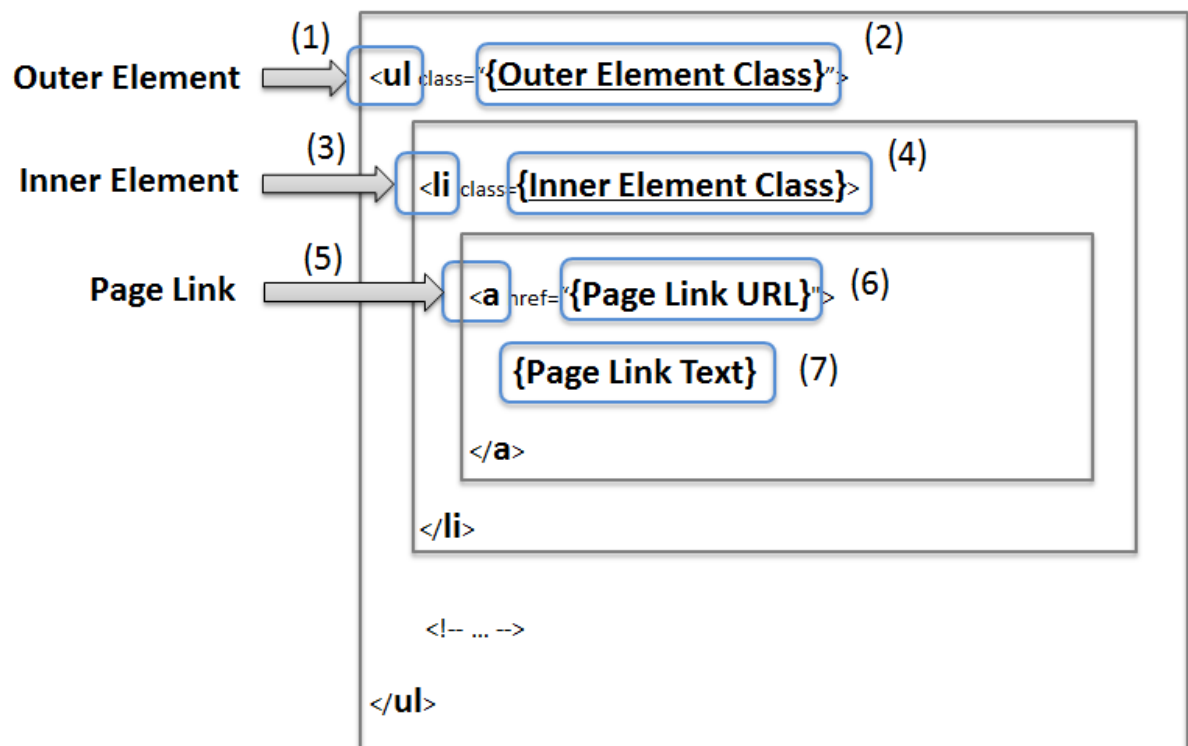 (1) (2)
Outer Element <ul class="{Outer Element Class}">
(3) (4)
Inner Element <li class={Inner Element Class}>
(5)
Page Link <a href="{Page Link URL}"> (6)
{Page Link Text} (7)
</a>
</li>
<!-- ... -->
</ul>